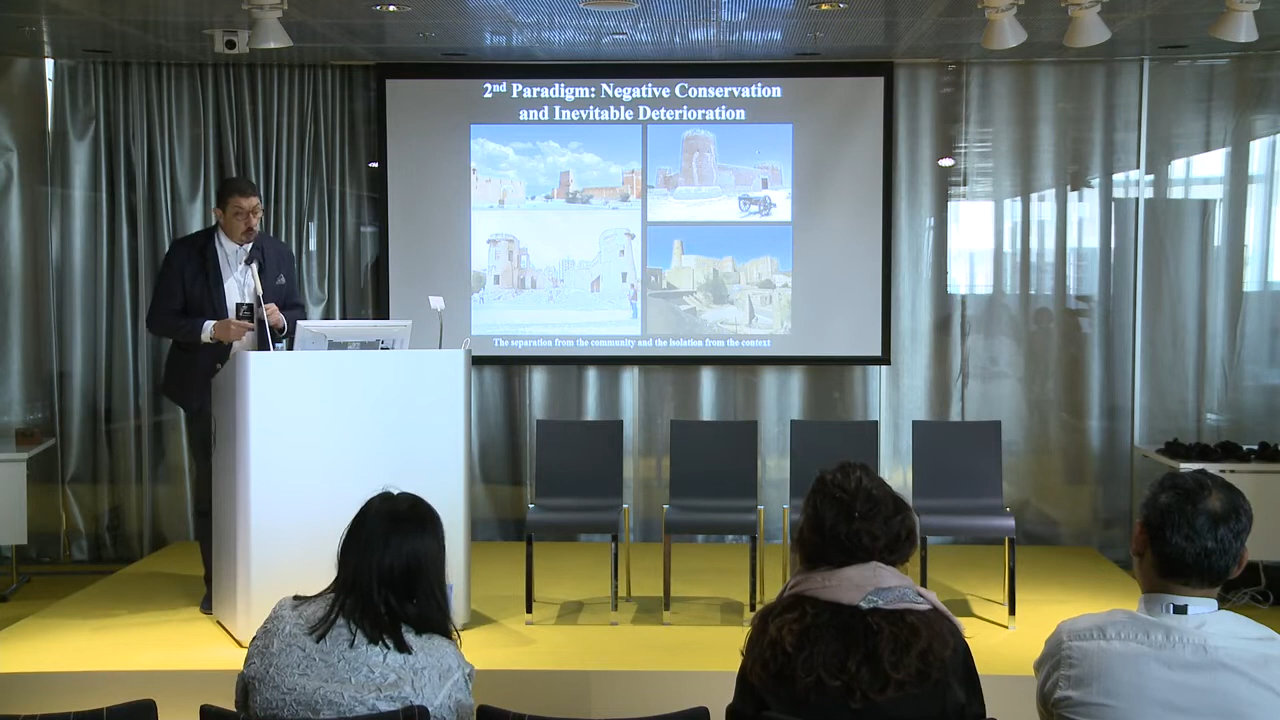 2nd Paradigm: Negative Conservation
and Inevitable Deterioration
The separation from the community and the isolation from the context